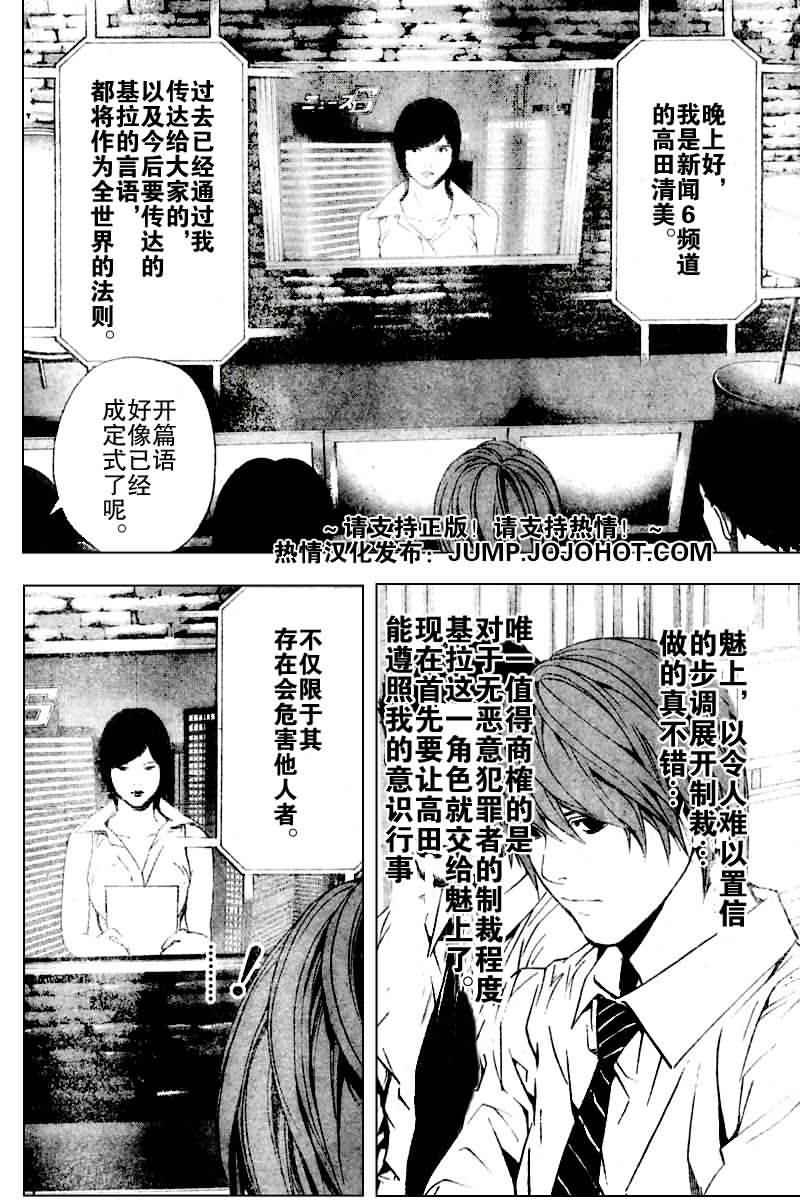 晚上好，
我是新闻6频道
的高田清美。
ニュース6
过去已经通过我
传达给大家的，
以及今后要传达的
基拉的言语，
都将作为全世界的法则。
开篇语
好像已经
成定式了呢。
~ 请支持正版！请支持热情！ ~
热情汉化发布：JUMP.JOJOHOT.COM
魅上，以令人难以置信
的步调展开制裁…
做的真不错…
唯一值得商榷的是
对于无恶意犯罪者的制裁程度
基拉这一角色就交给魅上了。
现在首先要让高田
能遵照我的意识行事
6
不仅限于其
存在会危害他人者。
……！